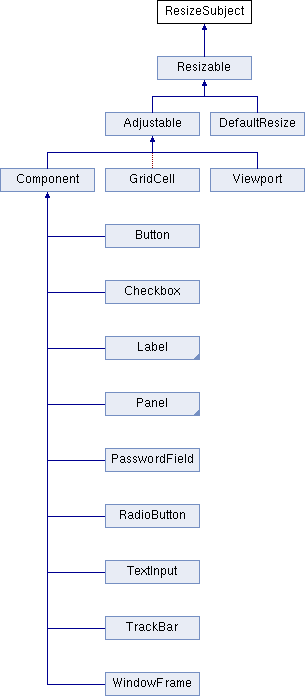 ResizeSubject
Resizable
Adjustable
DefaultResize
Component
GridCell
Viewport
Button
Checkbox
Label
Panel
PasswordField
RadioButton
TextInput
TrackBar
WindowFrame